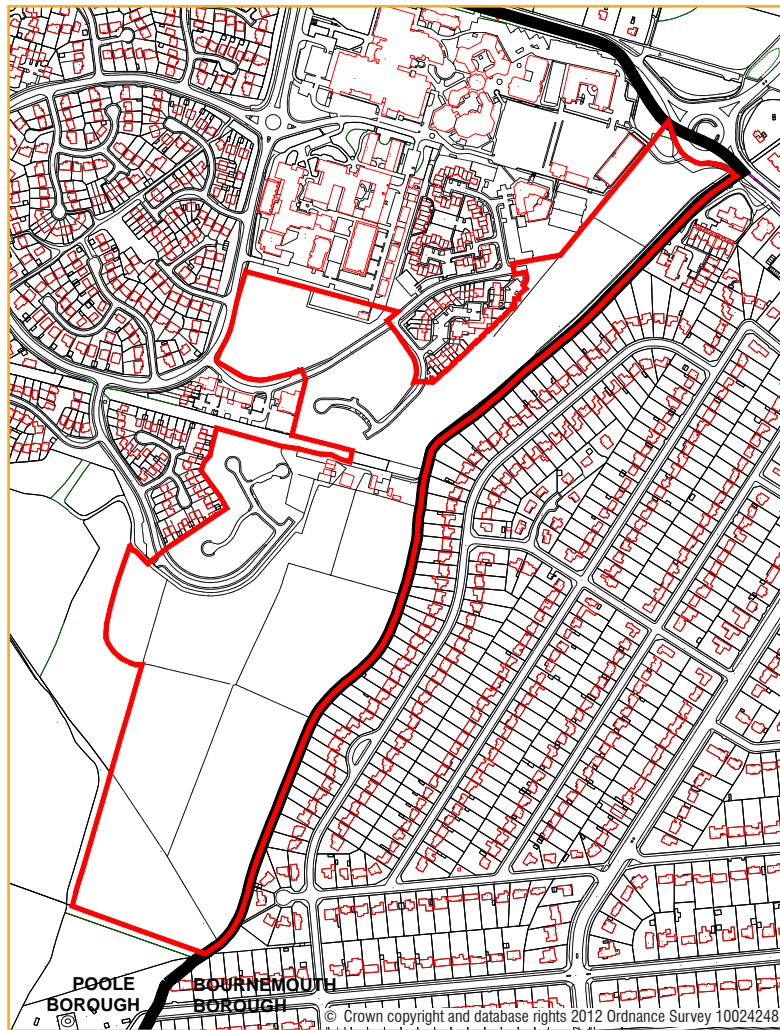 POOLE
BOROUGH
BOURNEMOUTH
BOROUGH
© Crown copyright and database rights 2012 Ordnance Survey 10024248